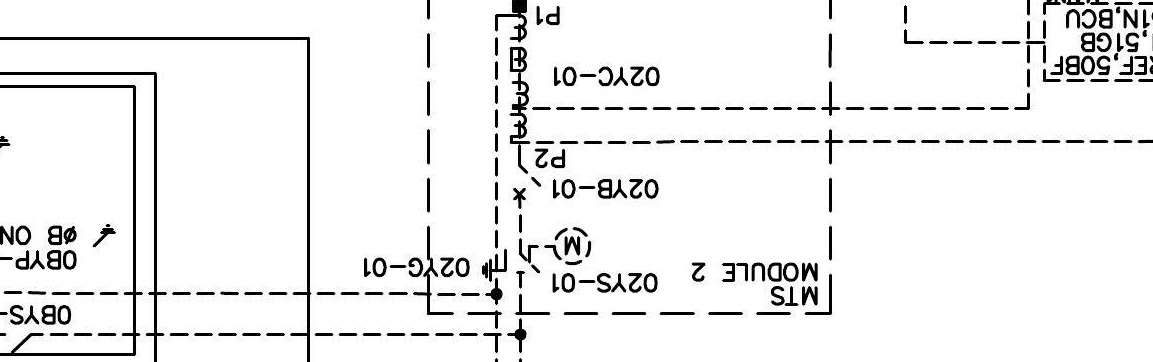 MTS
MODULE 2
02YS-01
M
02YG-01
0BYS-
0BYP-
ØB ON
02YB-01
P2
02YC-01
EF,50BF
,51GB
1N,BCU
P1